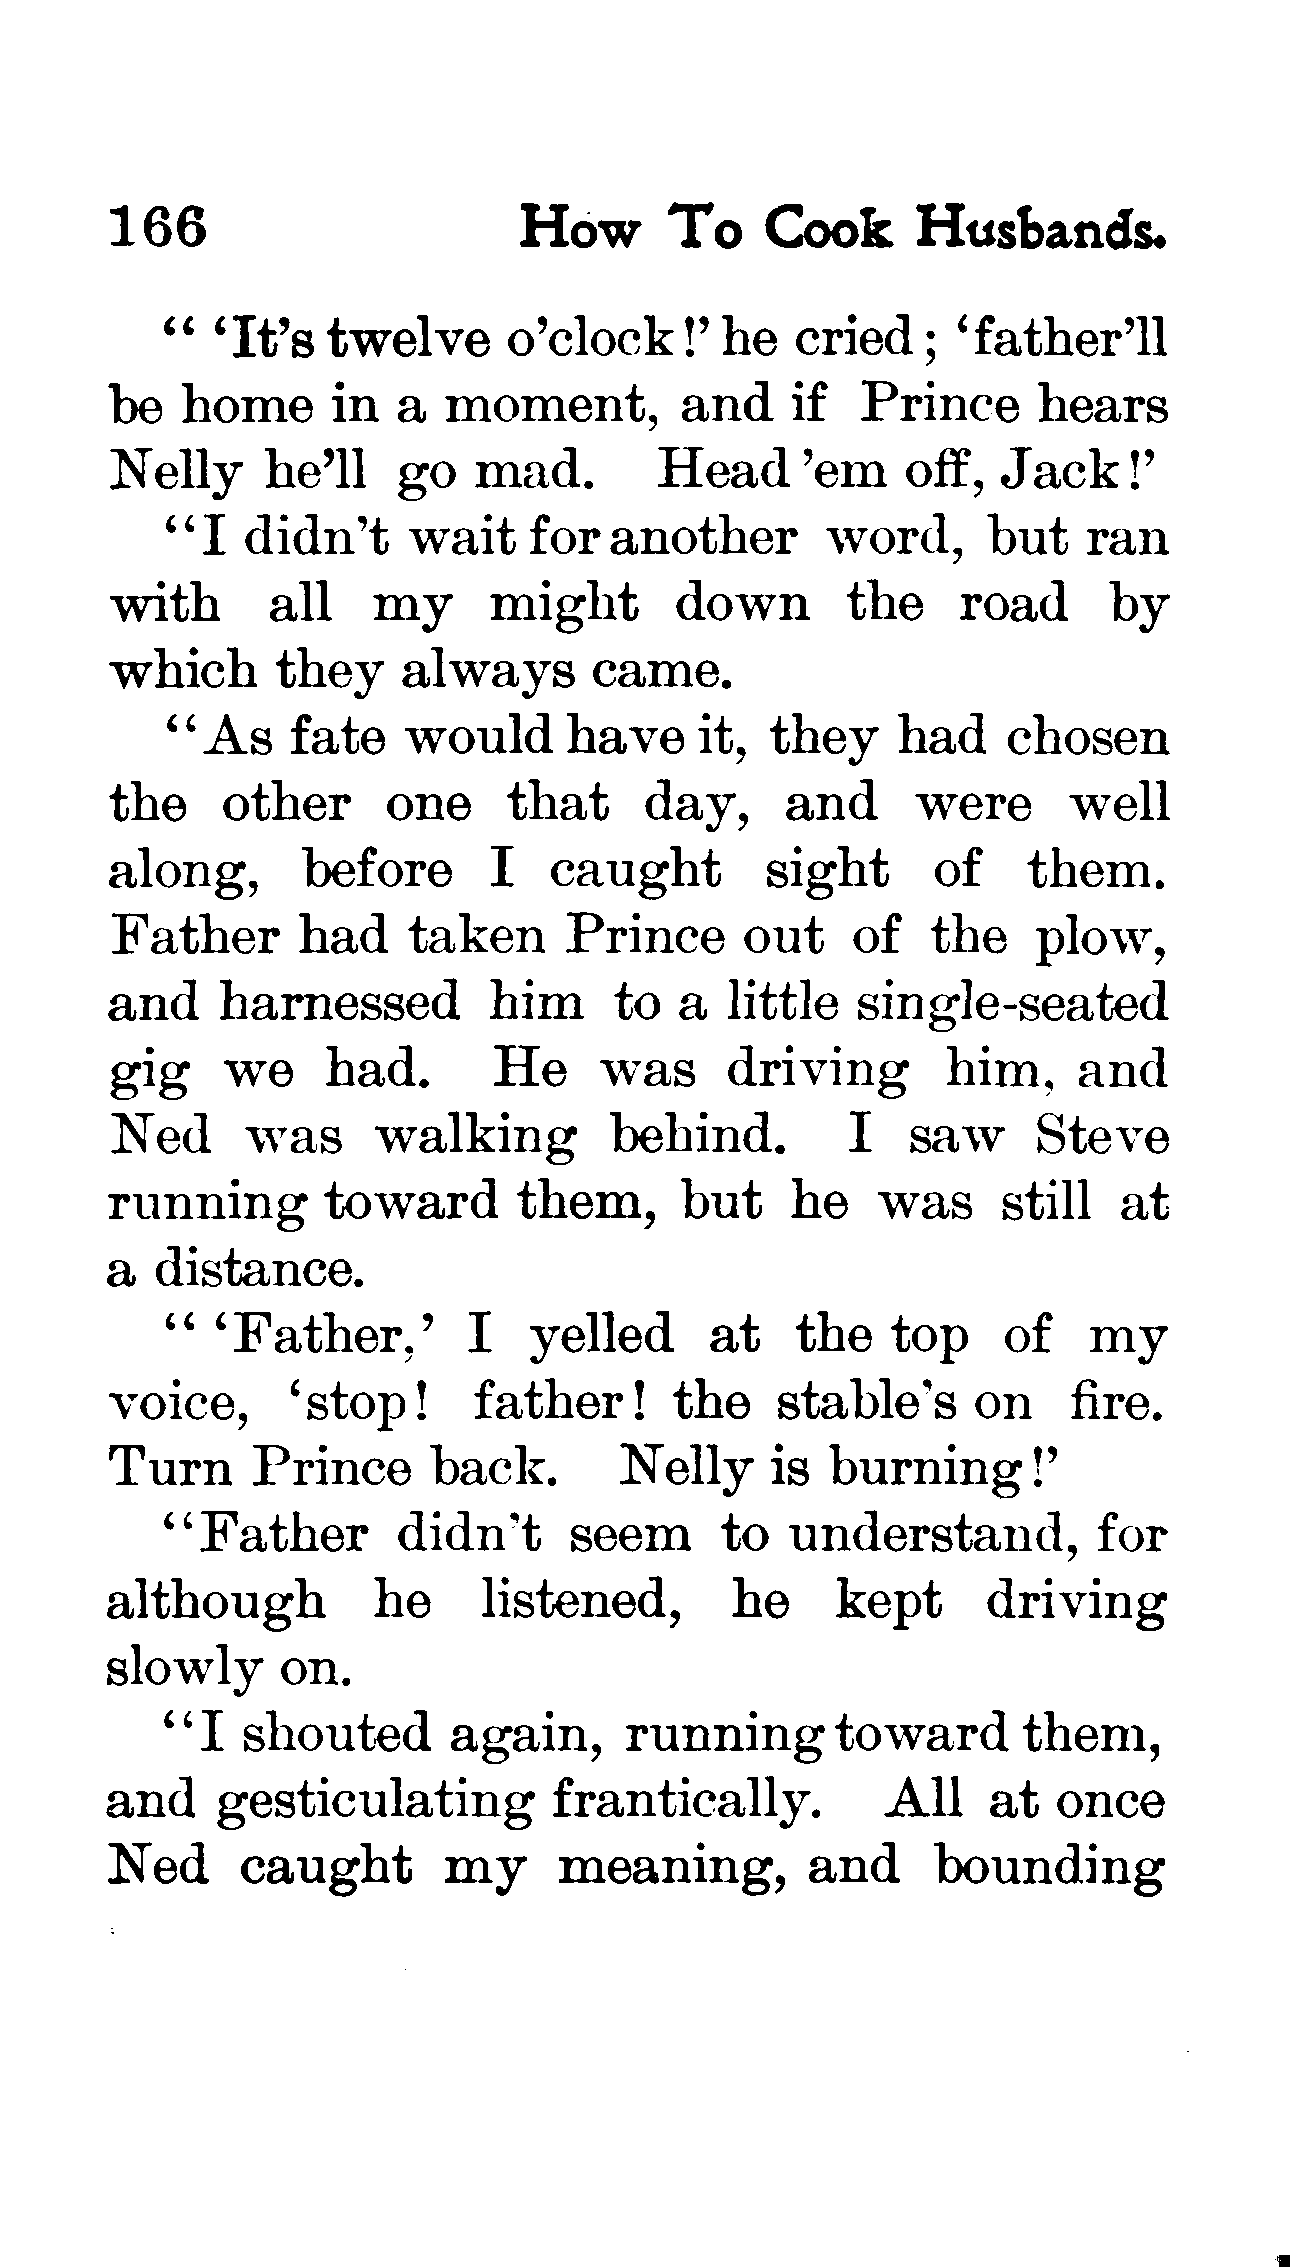 166 How To Cook Husbands.
“ ‘It’s twelve o’clock!’ he cried; ‘father’ll
be home in a moment, and if Prince hears
Nelly he’ll go mad. Head ’em off, Jack!’
“I didn’t wait for another word, but ran
with all my might down the road by
which they always came.
“As fate would have it, they had chosen
the other one that day, and were well
along, before I caught sight of them.
Father had taken Prince out of the plow,
and harnessed him to a little single-seated
gig we had. He was driving him, and
Ned was walking behind. I saw Steve
running toward them, but he was still at
a distance.
“ ‘Father,’ I yelled at the top of my
voice, ‘stop! father! the stable’s on fire.
Turn Prince back. Nelly is burning!’
“Father didn’t seem to understand, for
although he listened, he kept driving
slowly on.
“I shouted again, running toward them,
and gesticulating frantically. All at once
Ned caught my meaning, and bounding